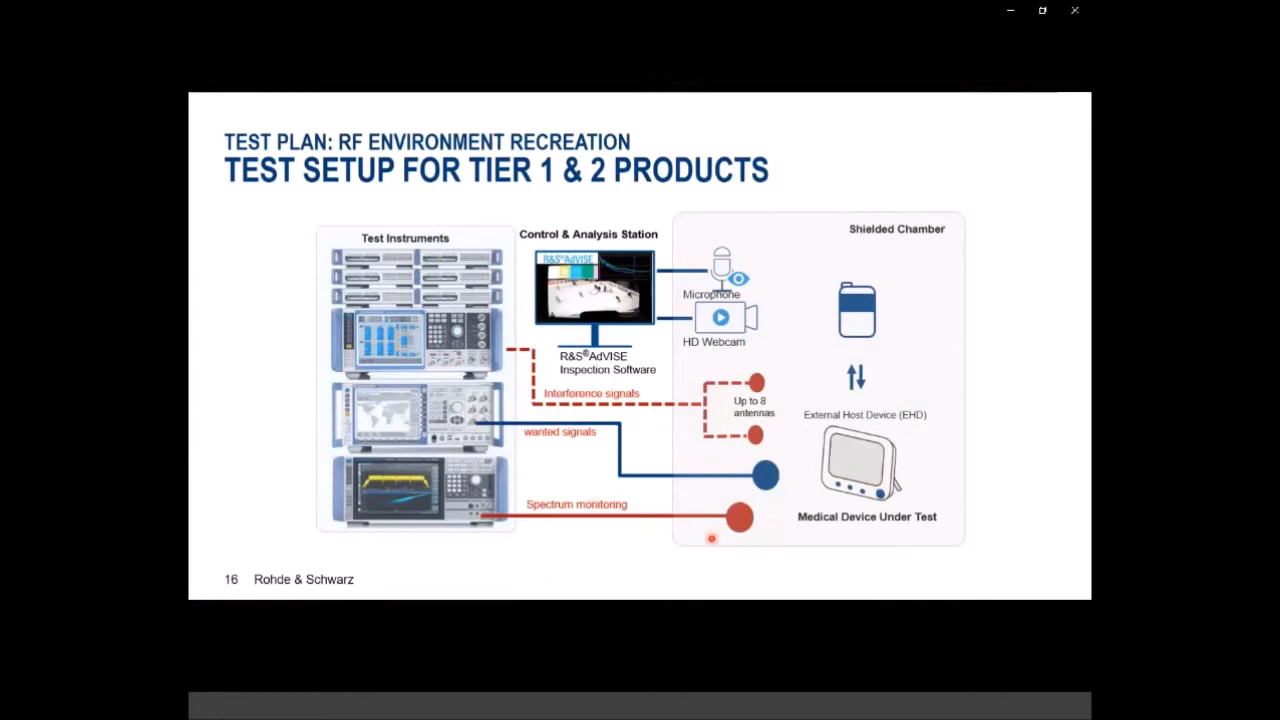 TEST PLAN: RF ENVIRONMENT RECREATION
TEST SETUP FOR TIER 1 & 2 PRODUCTS
Test Instruments
Control & Analysis Station
R&S®AdVISE
R&S®AdVISE
Inspection Software
Interference signals
wanted signals
Spectrum monitoring
Shielded Chamber
Microphone
HD Webcam
Up to 8
antennas
External Host Device (EHD)
Medical Device Under Test
16 Rohde & Schwarz